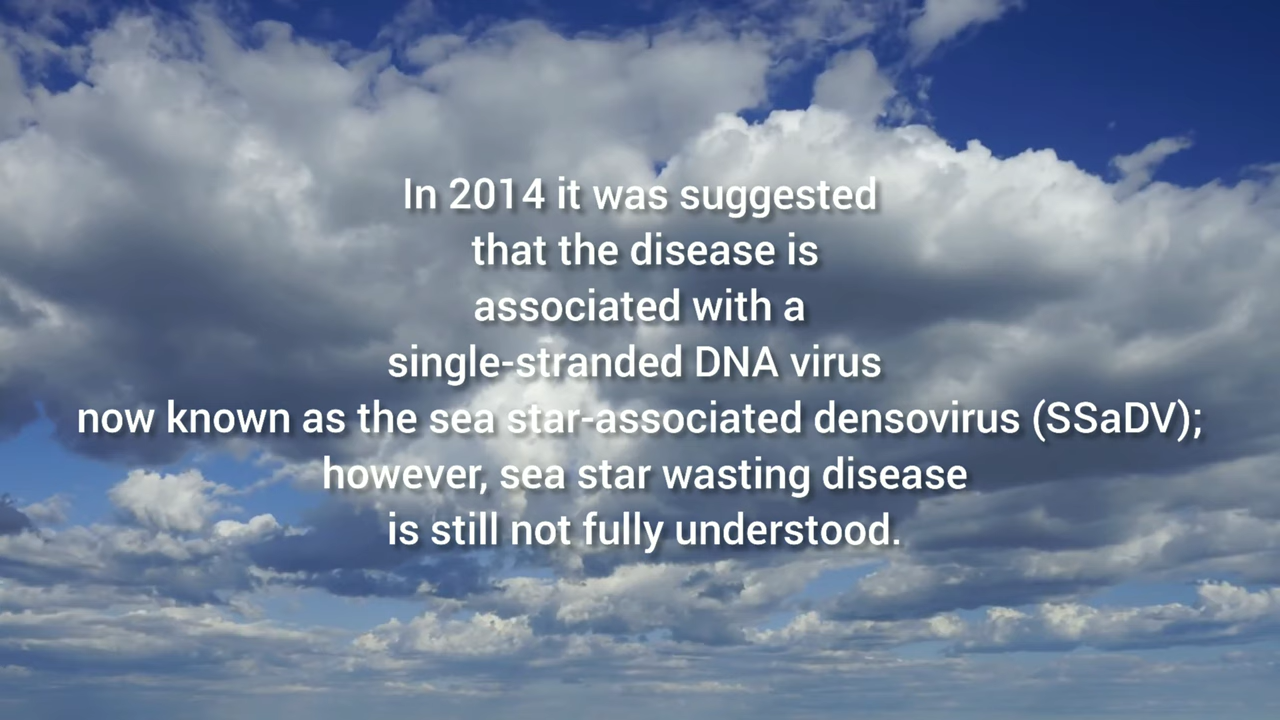 In 2014 it was suggested
that the disease is
associated with a
single-stranded DNA virus
now known as the sea star-associated densovirus (SSaDV);
however, sea star wasting disease
is still not fully understood.